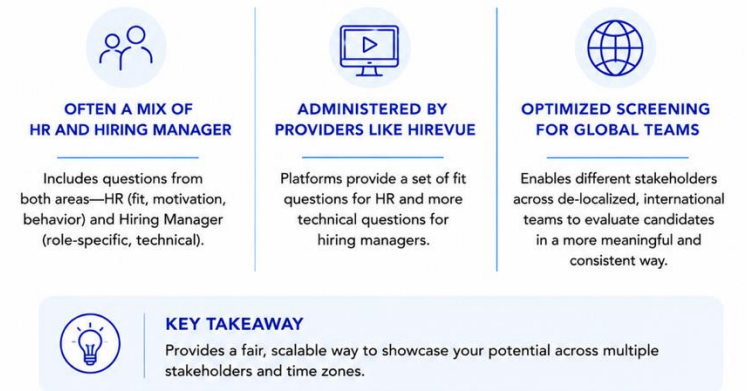 OFTEN A MIX OF
HR AND HIRING MANAGER
Includes questions from
both areas—HR (fit, motivation,
behavior) and Hiring Manager
(role-specific, technical).
ADMINISTERED BY
PROVIDERS LIKE HIREVUE
Platforms provide a set of fit
questions for HR and more
technical questions for
hiring managers.
OPTIMIZED SCREENING
FOR GLOBAL TEAMS
Enables different stakeholders
across de-localized, international
teams to evaluate candidates
in a more meaningful and
consistent way.
KEY TAKEAWAY
Provides a fair, scalable way to showcase your potential across multiple
stakeholders and time zones.